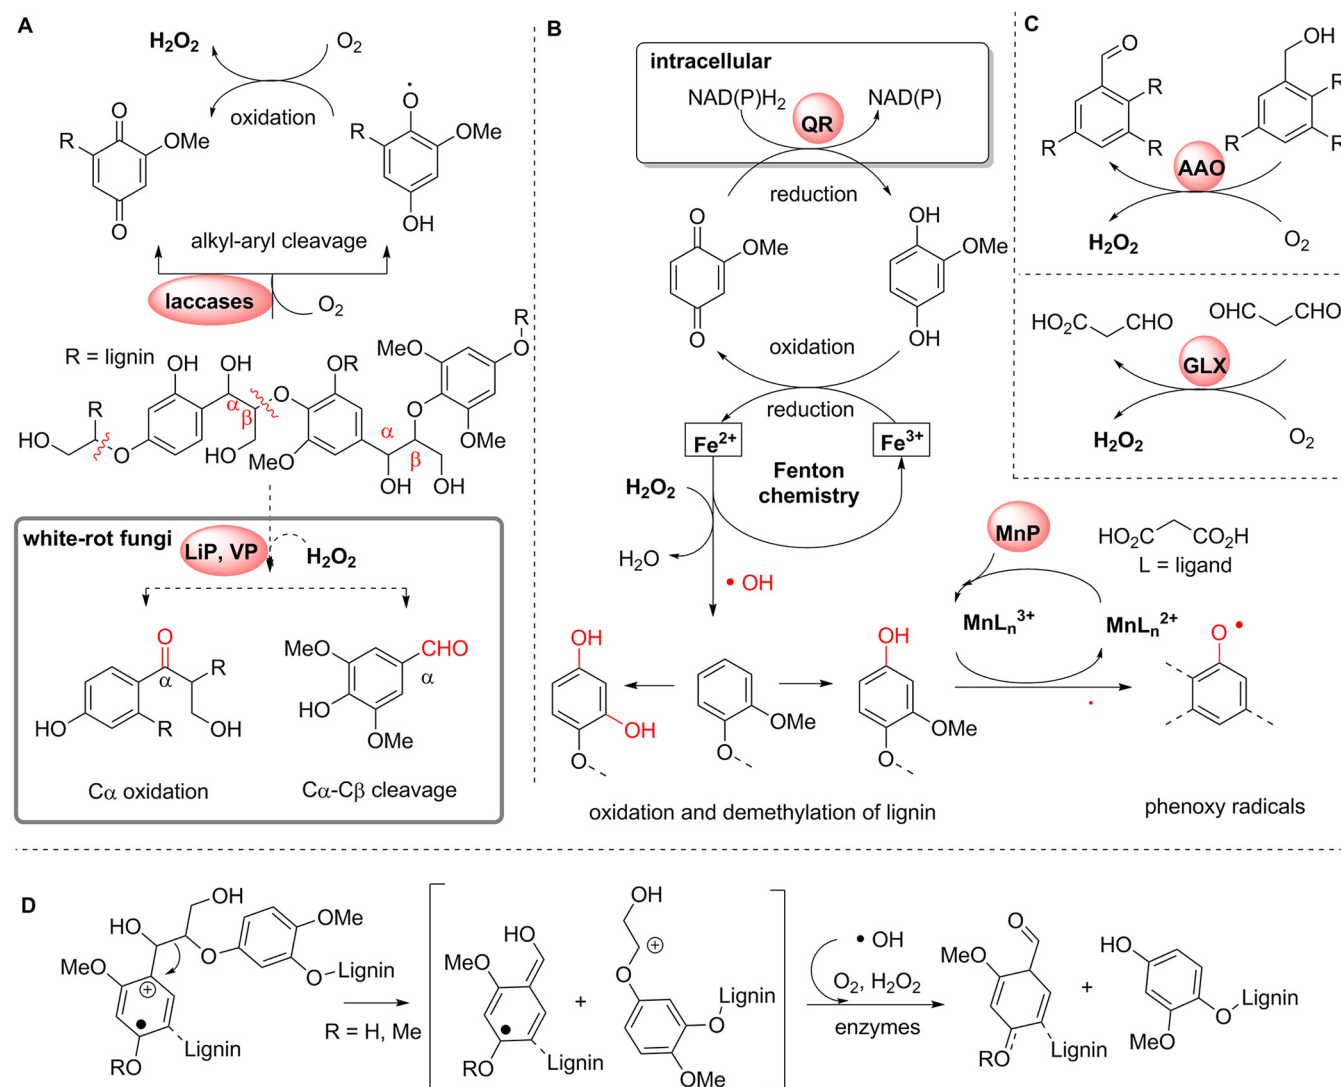 A
H₂O₂
O₂
oxidation
O
R
OMe
O
O•
R
OMe
OH
alkyl-aryl cleavage
laccases
O₂
R = lignin
OH
OH
α
β
R
HO
O
HO
O
OR
MeO
α
β
OH
OH
MeO
O
R
O
OMe
white-rot fungi
LiP, VP
H₂O₂
O
α
R
R
HO
HO
Cα oxidation
MeO
CHO
α
HO
OMe
Cα-Cβ cleavage
B
intracellular
NAD(P)H₂
QR
NAD(P)
reduction
O
OMe
O
OH
OMe
OH
oxidation
reduction
Fe²⁺
Fe³⁺
Fenton
chemistry
H₂O₂
H₂O
• OH
OH
OH
O
OMe
O
OH
OMe
O
oxidation and demethylation of lignin
MnP
HO₂C
CO₂H
L = ligand
MnLₙ³⁺
MnLₙ²⁺
O •
phenoxy radicals
C
O
R
R
R
OH
R
R
R
AAO
H₂O₂
O₂
HO₂C
CHO
OHC
CHO
GLX
H₂O₂
O₂
D
HO
OH
O
OMe
O
Lignin
MeO
⊕
•
RO
Lignin
R = H, Me
HO
MeO
•
RO
Lignin
+
OH
⊕
O
Lignin
O
OMe
• OH
O₂, H₂O₂
enzymes
O
MeO
RO
Lignin
+
HO
Lignin
O
MeO